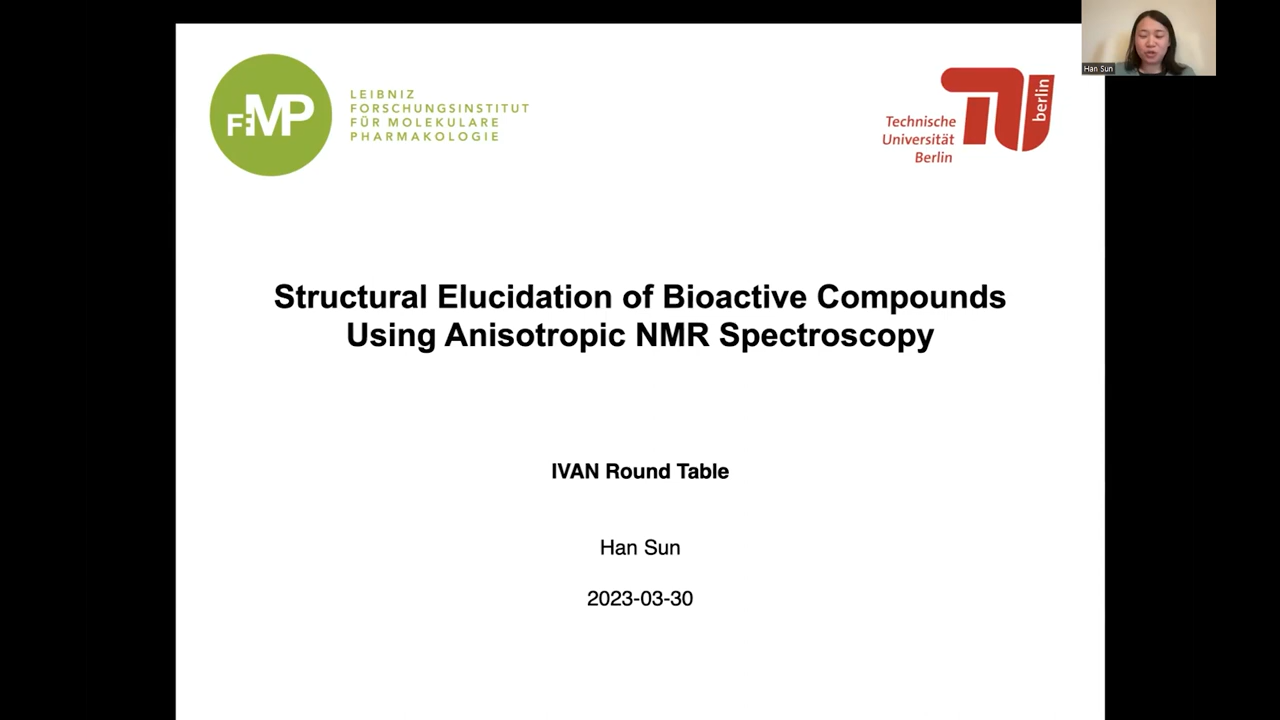 FMP
LEIBNIZ
FORSCHUNGSINSTITUT
FÜR MOLEKULARE
PHARMAKOLOGIE
Technische
Universität
Berlin
TU
berlin
Han Sun
Structural Elucidation of Bioactive Compounds
Using Anisotropic NMR Spectroscopy
IVAN Round Table
Han Sun
2023-03-30